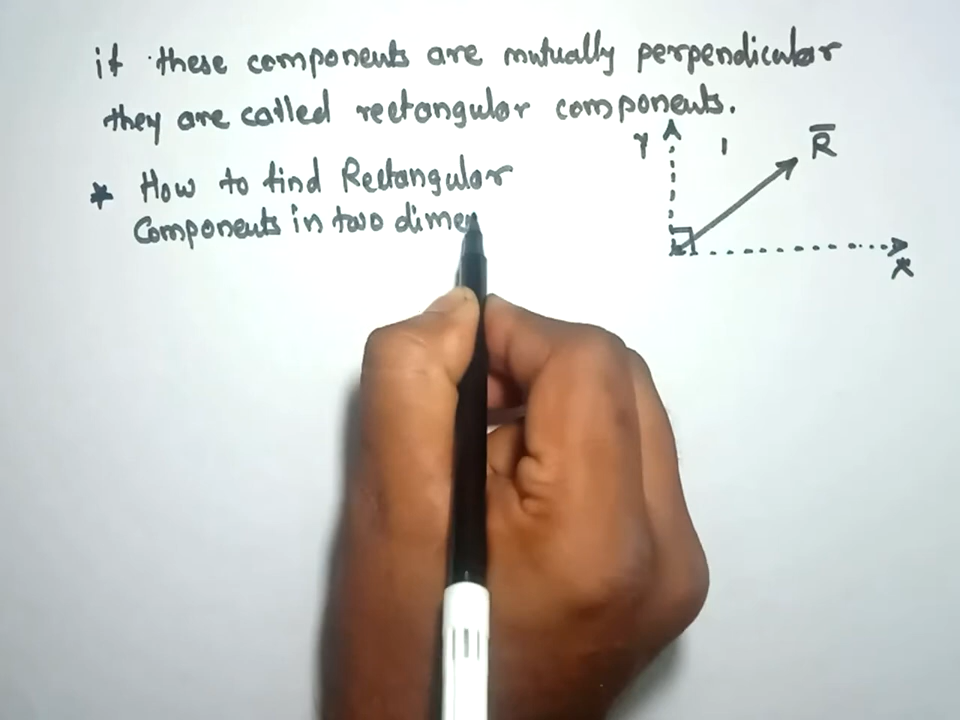 if these components are mutually perpendicular
they are called rectangular components.
* How to find Rectangular
Components in two dimen
Y
R̅
X